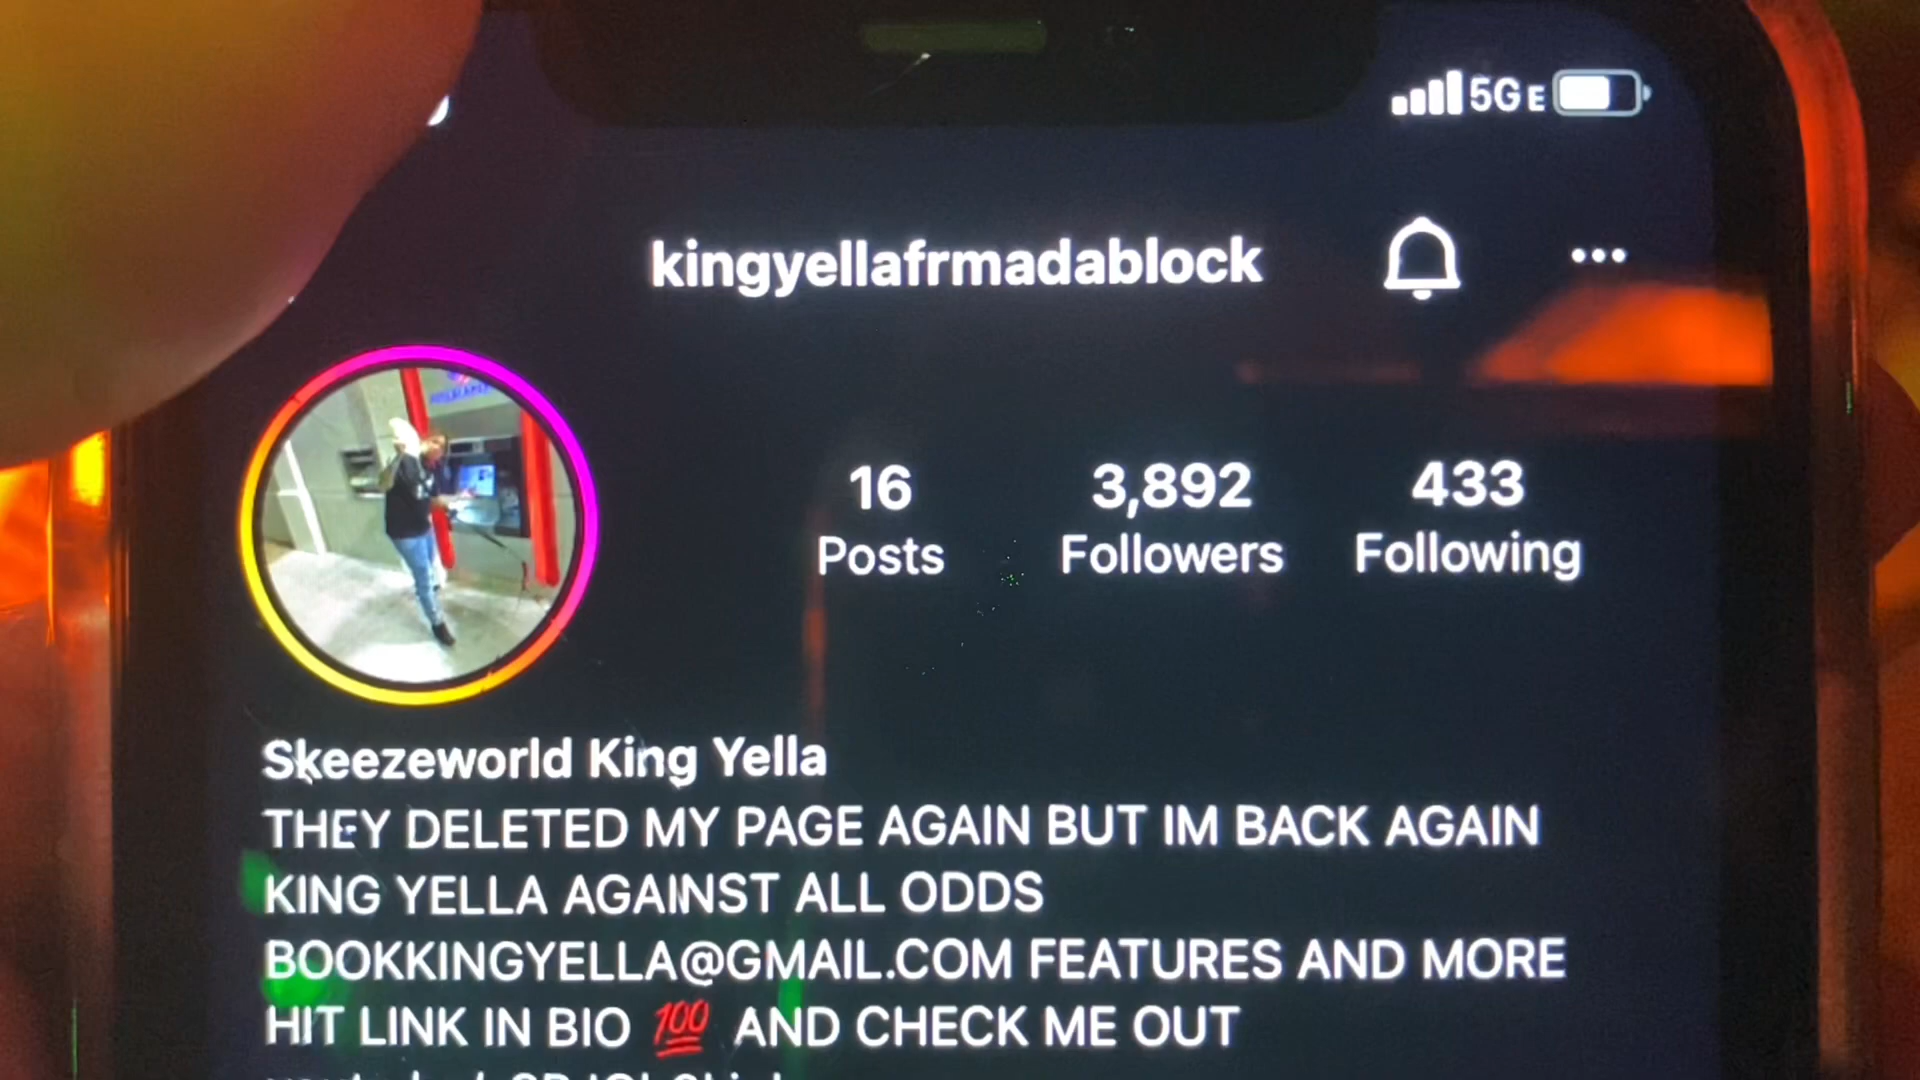 5G E
kingyellafrmadablock
16 3,892 433
Posts Followers Following
Skeezeworld King Yella
THEY DELETED MY PAGE AGAIN BUT IM BACK AGAIN
KING YELLA AGAINST ALL ODDS
BOOKKINGYELLA@GMAIL.COM FEATURES AND MORE
HIT LINK IN BIO 💯 AND CHECK ME OUT